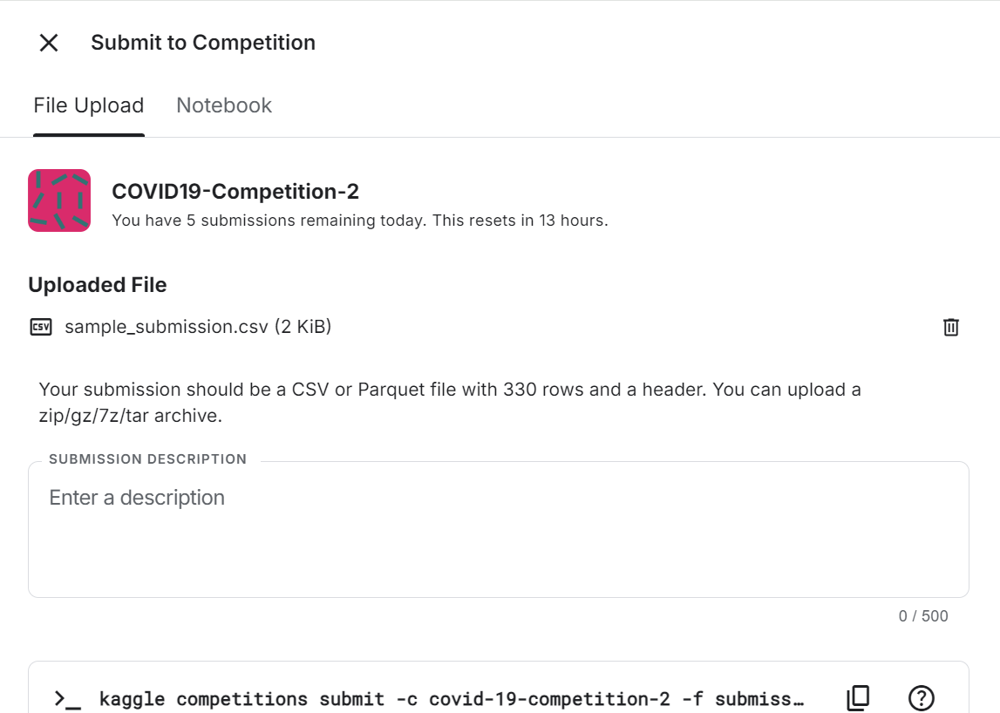 Submit to Competition
File Upload
Notebook
COVID19-Competition-2
You have 5 submissions remaining today. This resets in 13 hours.
Uploaded File
CSV
sample_submission.csv (2 KiB)
Your submission should be a CSV or Parquet file with 330 rows and a header. You can upload a
zip/gz/7z/tar archive.
SUBMISSION DESCRIPTION
Enter a description
0 / 500
>_ kaggle competitions submit -c covid-19-competition-2 -f submiss…
?